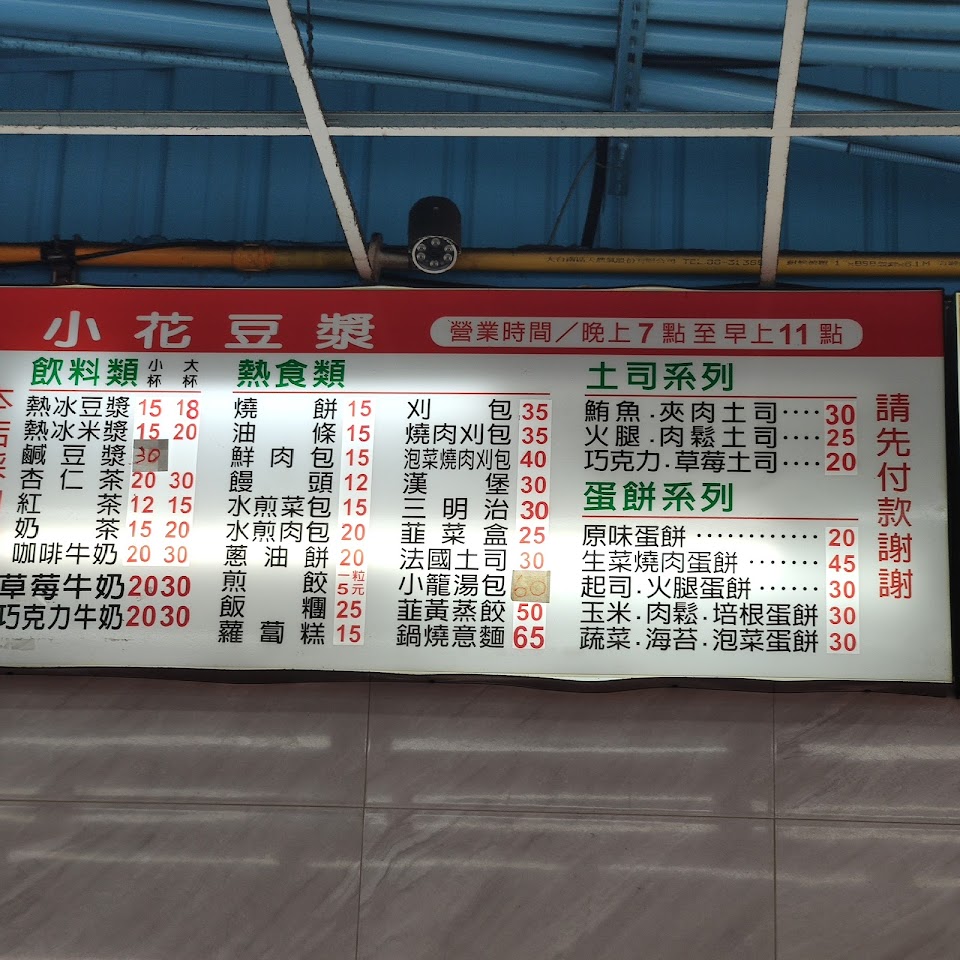 小花豆漿
營業時間／晚上7點至早上11點
飲料類 小杯 大杯
熱冰豆漿 15 18
熱冰米漿 15 20
鹹豆漿 30
杏仁茶 20 30
紅茶 12 15
奶茶 15 20
咖啡牛奶 20 30
草莓牛奶 20 30
巧克力牛奶 20 30
熱食類
燒餅 15
油條 15
鮮肉包 15
饅頭 12
水煎菜包 15
水煎肉包 20
蔥油餅 20
煎餃 一粒5元
飯糰 25
蘿蔔糕 15
刈包 35
燒肉刈包 35
泡菜燒肉刈包 40
漢堡 30
三明治 30
韮菜盒 25
法國土司 30
小籠湯包 60
韮黃蒸餃 50
鍋燒意麵 65
土司系列
鮪魚.夾肉土司････30
火腿.肉鬆土司････25
巧克力.草莓土司･･･20
蛋餅系列
原味蛋餅･･････････20
生菜燒肉蛋餅･･･････45
起司.火腿蛋餅･･････30
玉米.肉鬆.培根蛋餅 30
蔬菜.海苔.泡菜蛋餅 30
請先付款謝謝